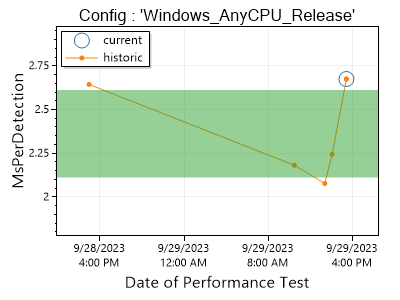 Config : 'Windows_AnyCPU_Release'
current
historic
MsPerDetection
2.75
2.5
2.25
2
9/28/2023 9/29/2023 9/29/2023 9/29/2023
4:00 PM 12:00 AM 8:00 AM 4:00 PM
Date of Performance Test